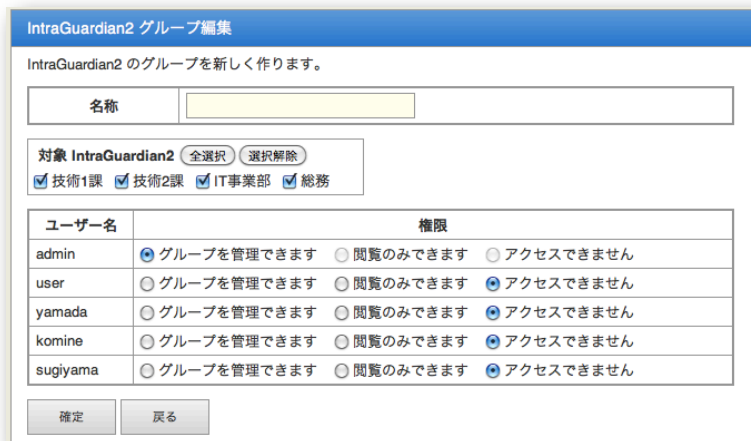 IntraGuardian2 グループ編集
IntraGuardian2 のグループを新しく作ります。
名称
対象 IntraGuardian2 全選択 選択解除
技術1課 技術2課 IT事業部 総務
ユーザー名 権限
admin グループを管理できます 閲覧のみできます アクセスできません
user グループを管理できます 閲覧のみできます アクセスできません
yamada グループを管理できます 閲覧のみできます アクセスできません
komine グループを管理できます 閲覧のみできます アクセスできません
sugiyama グループを管理できます 閲覧のみできます アクセスできません
確定 戻る